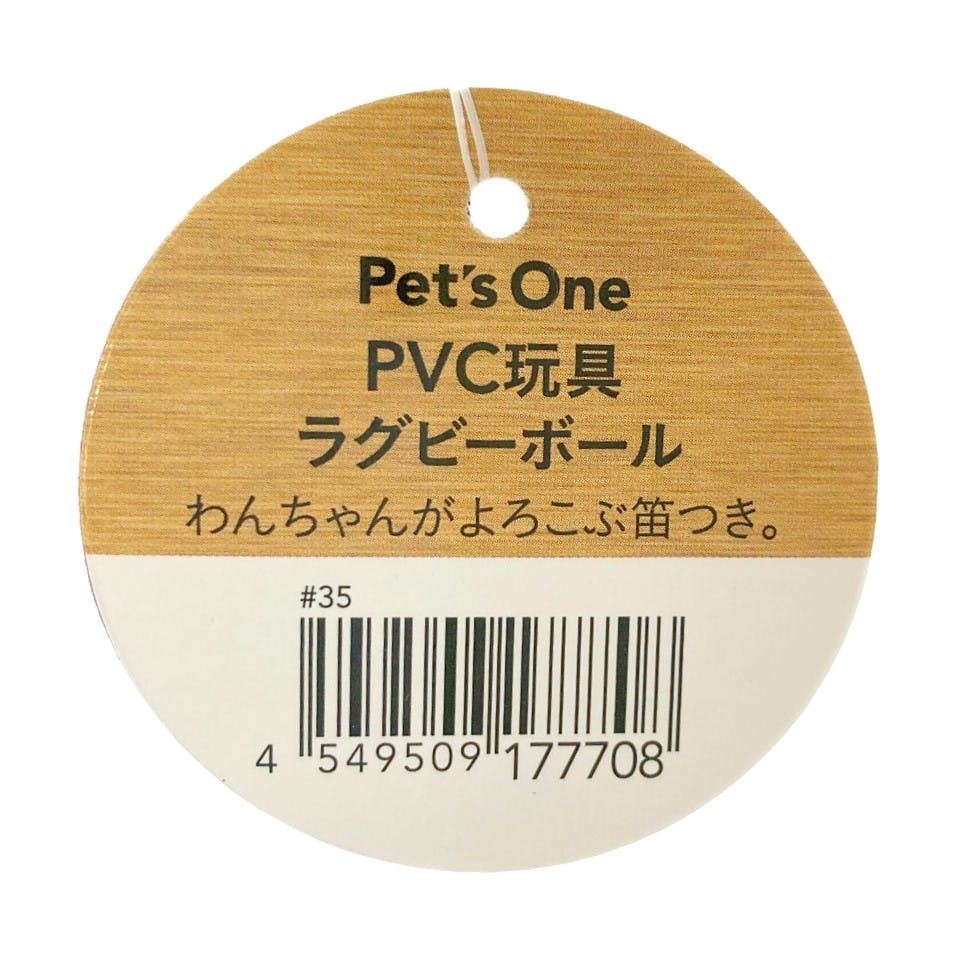 Pet's One
PVC玩具
ラグビーボール
わんちゃんがよろこぶ笛つき。
#35
4 549509 177708